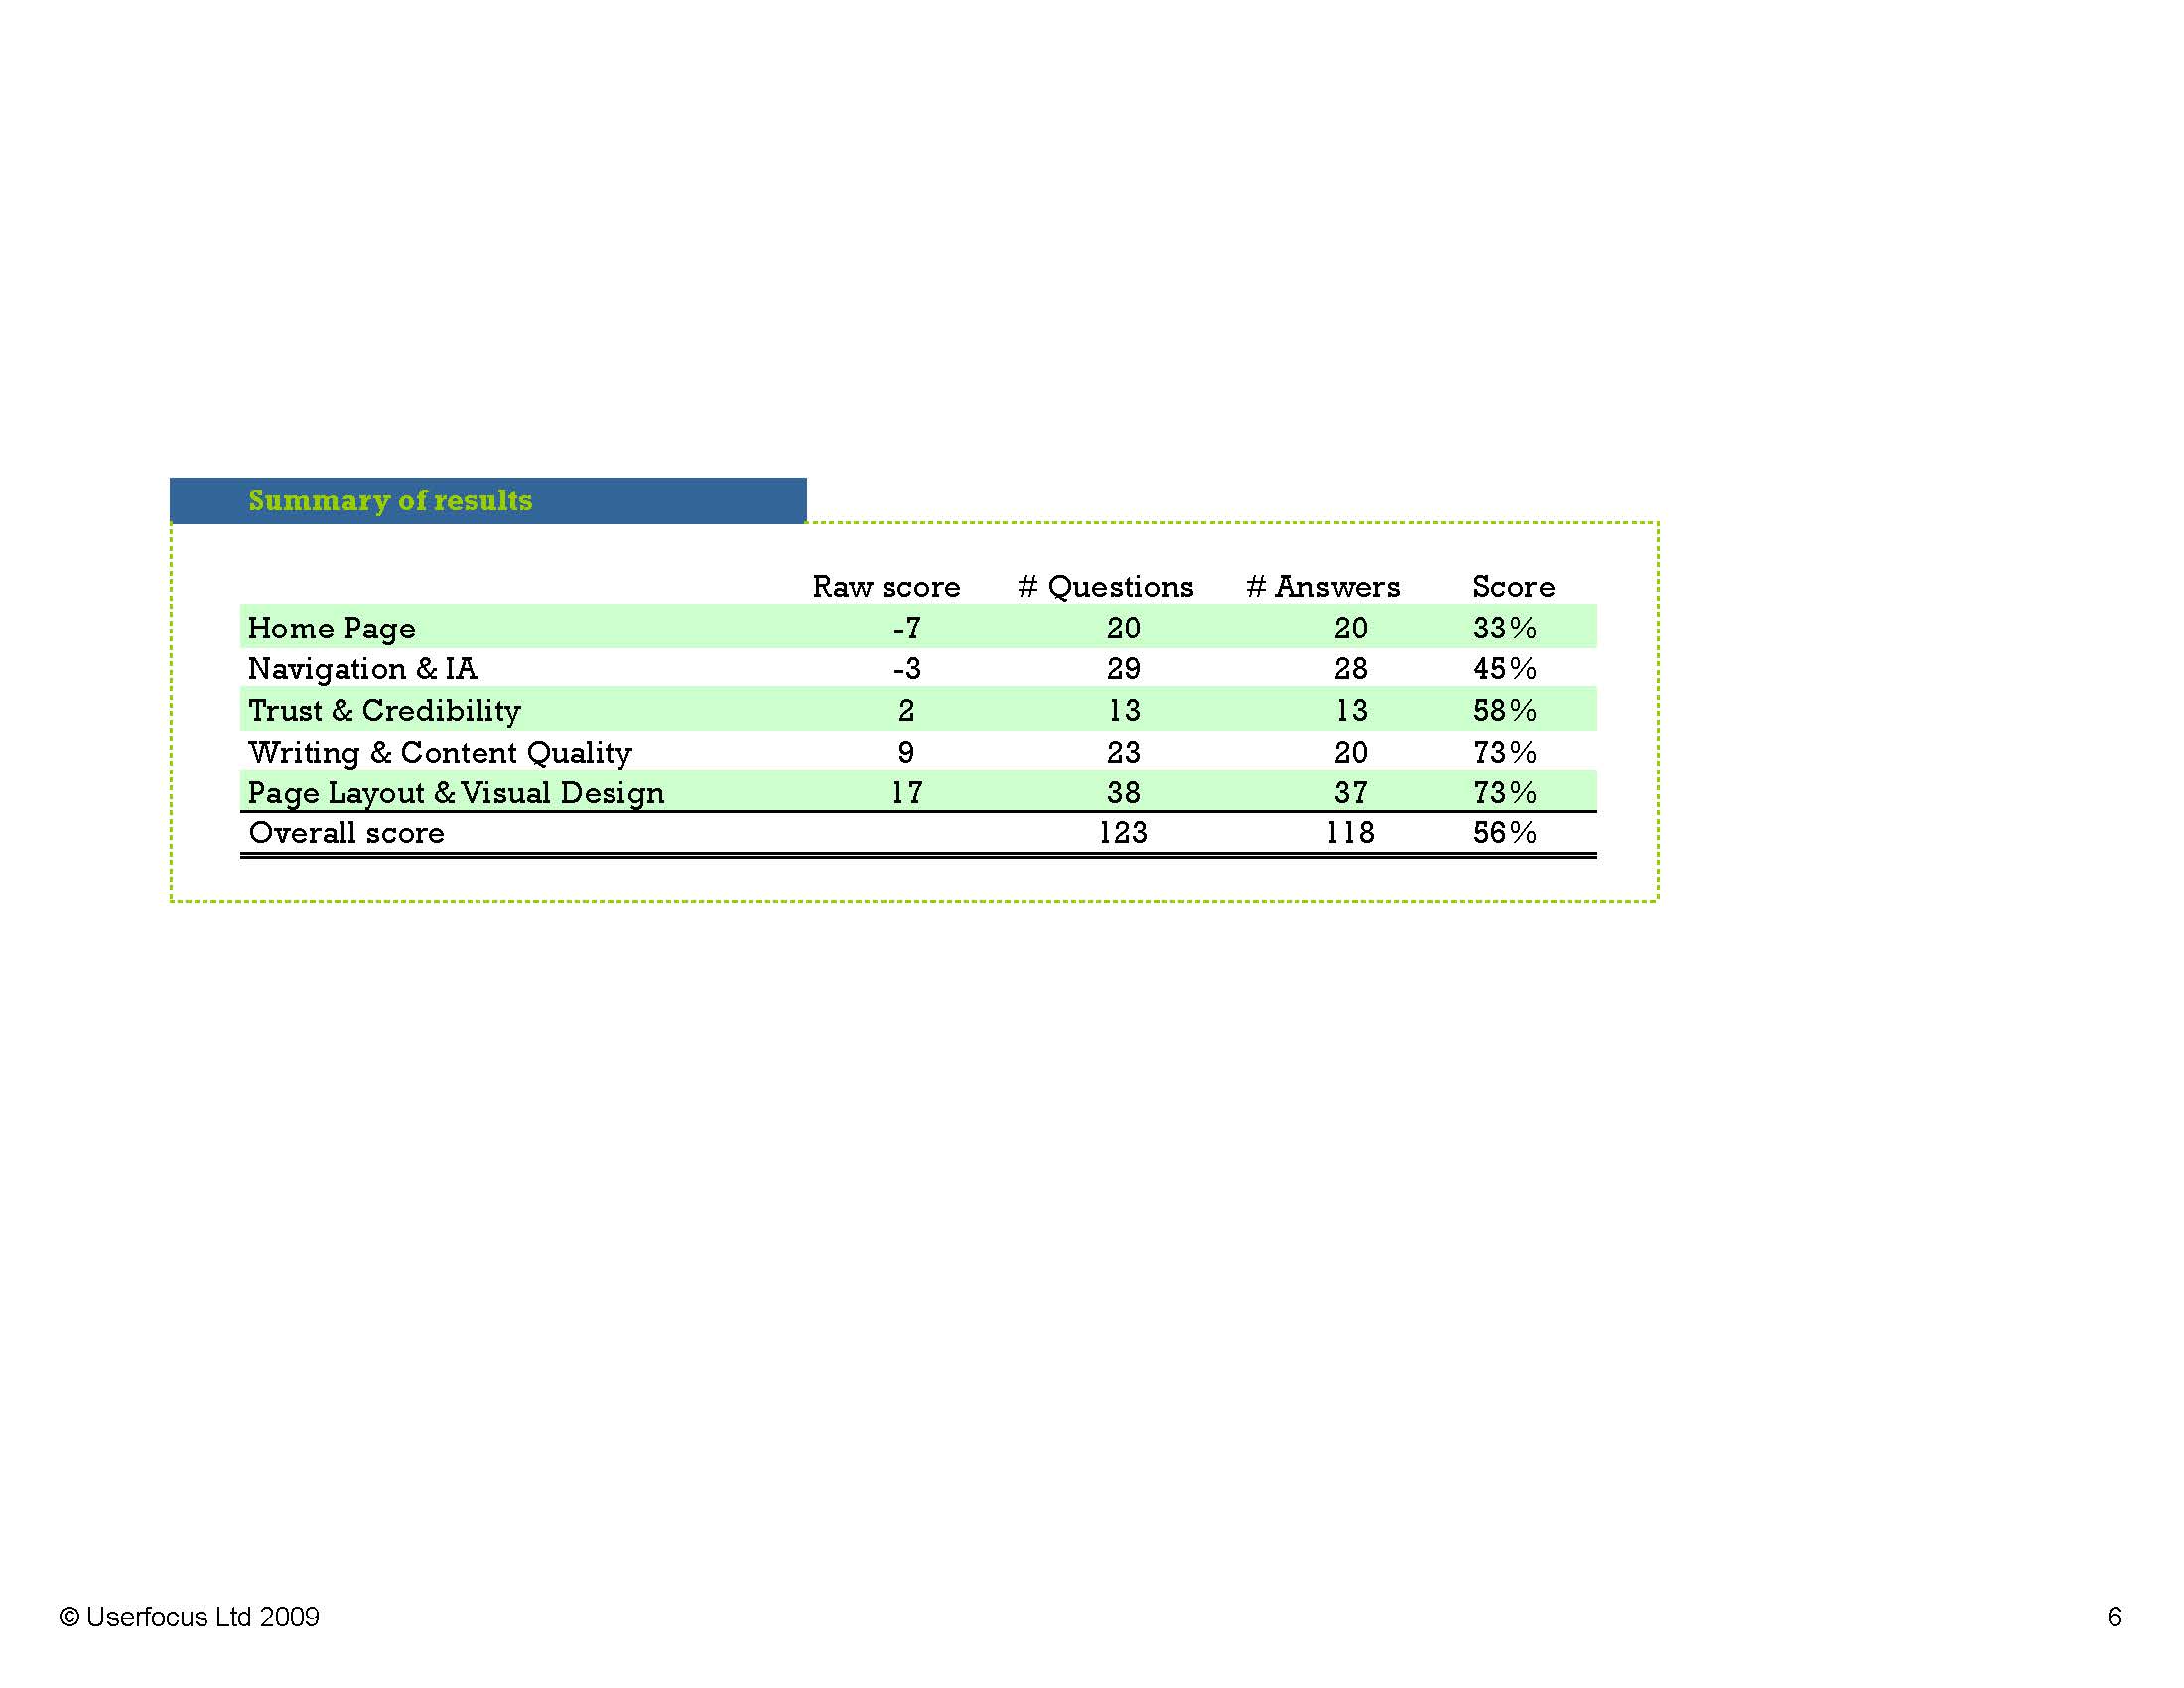 Summary of results
Raw score # Questions # Answers Score
Home Page -7 20 20 33%
Navigation & IA -3 29 28 45%
Trust & Credibility 2 13 13 58%
Writing & Content Quality 9 23 20 73%
Page Layout & Visual Design 17 38 37 73%
Overall score 123 118 56%
© Userfocus Ltd 2009 6